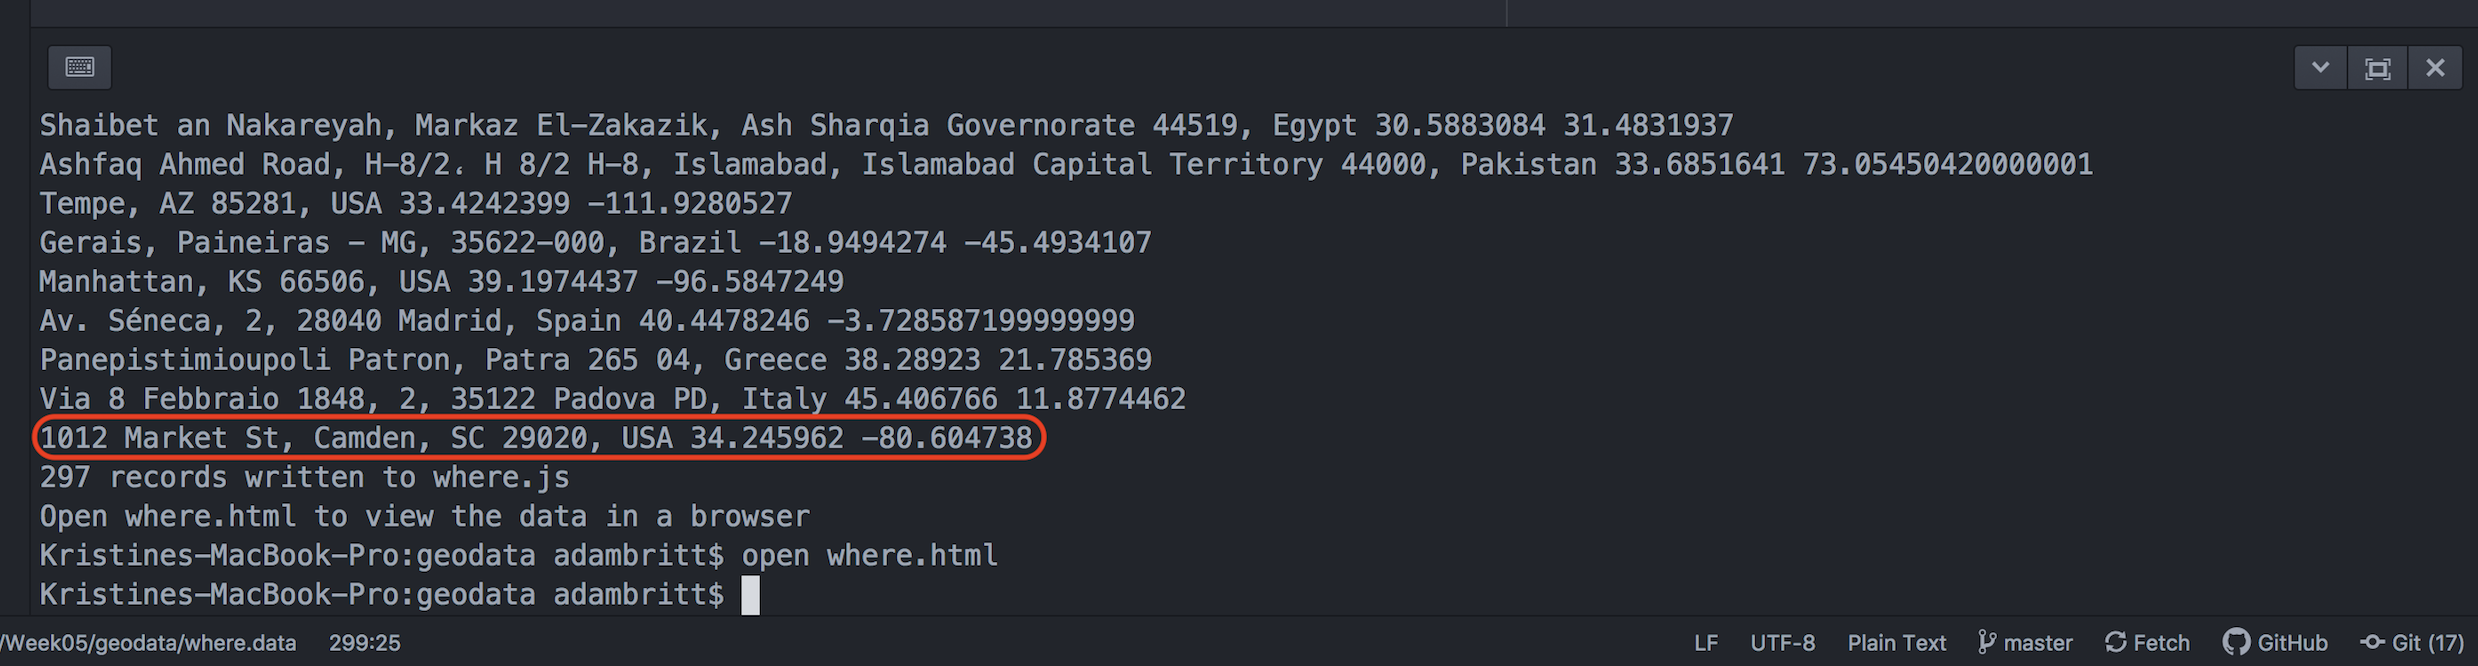 Shaibet an Nakareyah, Markaz El-Zakazik, Ash Sharqia Governorate 44519, Egypt 30.5883084 31.4831937
Ashfaq Ahmed Road, H-8/2، H 8/2 H-8, Islamabad, Islamabad Capital Territory 44000, Pakistan 33.6851641 73.05450420000001
Tempe, AZ 85281, USA 33.4242399 -111.9280527
Gerais, Paineiras - MG, 35622-000, Brazil -18.9494274 -45.4934107
Manhattan, KS 66506, USA 39.1974437 -96.5847249
Av. Séneca, 2, 28040 Madrid, Spain 40.4478246 -3.728587199999999
Panepistimioupoli Patron, Patra 265 04, Greece 38.28923 21.785369
Via 8 Febbraio 1848, 2, 35122 Padova PD, Italy 45.406766 11.8774462
1012 Market St, Camden, SC 29020, USA 34.245962 -80.604738
297 records written to where.js
Open where.html to view the data in a browser
Kristines-MacBook-Pro:geodata adambritt$ open where.html
Kristines-MacBook-Pro:geodata adambritt$
/Week05/geodata/where.data 299:25 LF UTF-8 Plain Text master Fetch GitHub Git (17)